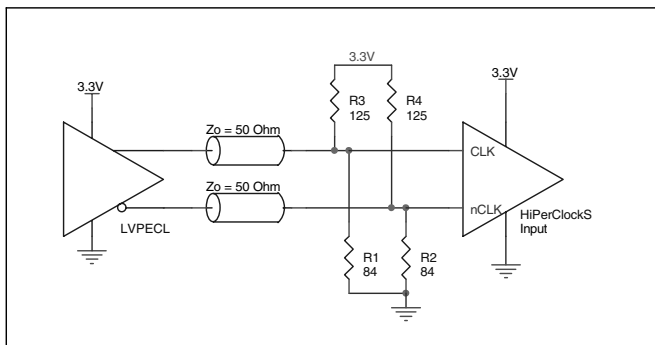 3.3V
3.3V
3.3V
R3
125
R4
125
Zo = 50 Ohm
CLK
Zo = 50 Ohm
nCLK
HiPerClockS
Input
LVPECL
R1
84
R2
84